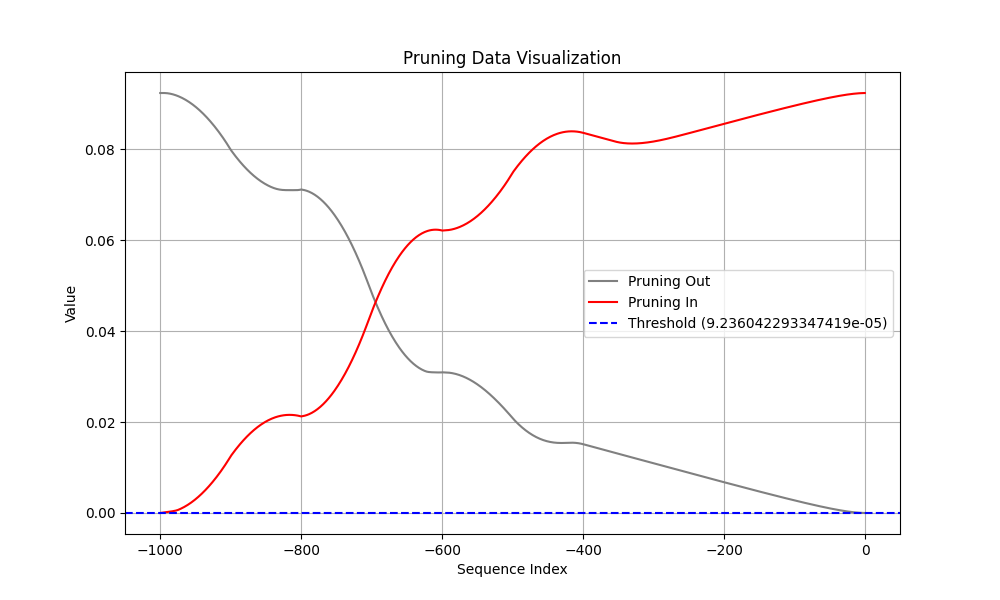 Pruning Data Visualization
Value
0.08
0.06
0.04
0.02
0.00
Pruning Out
Pruning In
Threshold (9.236042293347419e-05)
−1000
−800
−600
−400
−200
0
Sequence Index